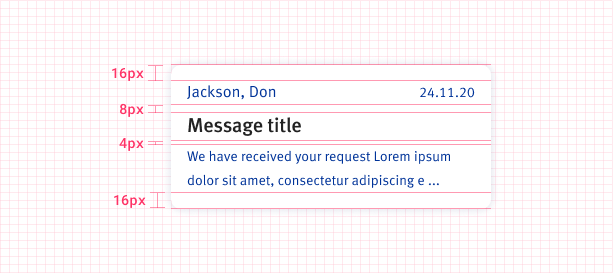 16px
Jackson, Don 24.11.20
8px
Message title
4px
We have received your request Lorem ipsum
dolor sit amet, consectetur adipiscing e ...
16px